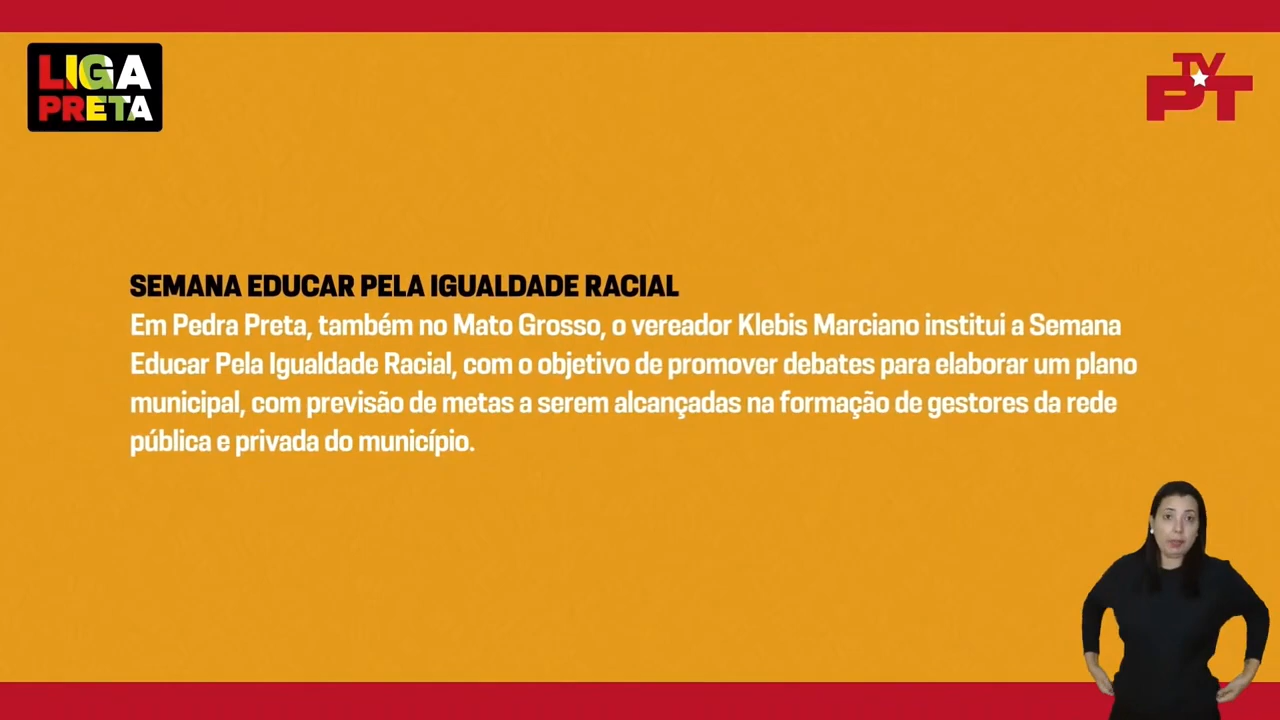 LIGA
PRETA
TV
PT
SEMANA EDUCAR PELA IGUALDADE RACIAL
Em Pedra Preta, também no Mato Grosso, o vereador Klebis Marciano institui a Semana
Educar Pela Igualdade Racial, com o objetivo de promover debates para elaborar um plano
municipal, com previsão de metas a serem alcançadas na formação de gestores da rede
pública e privada do município.